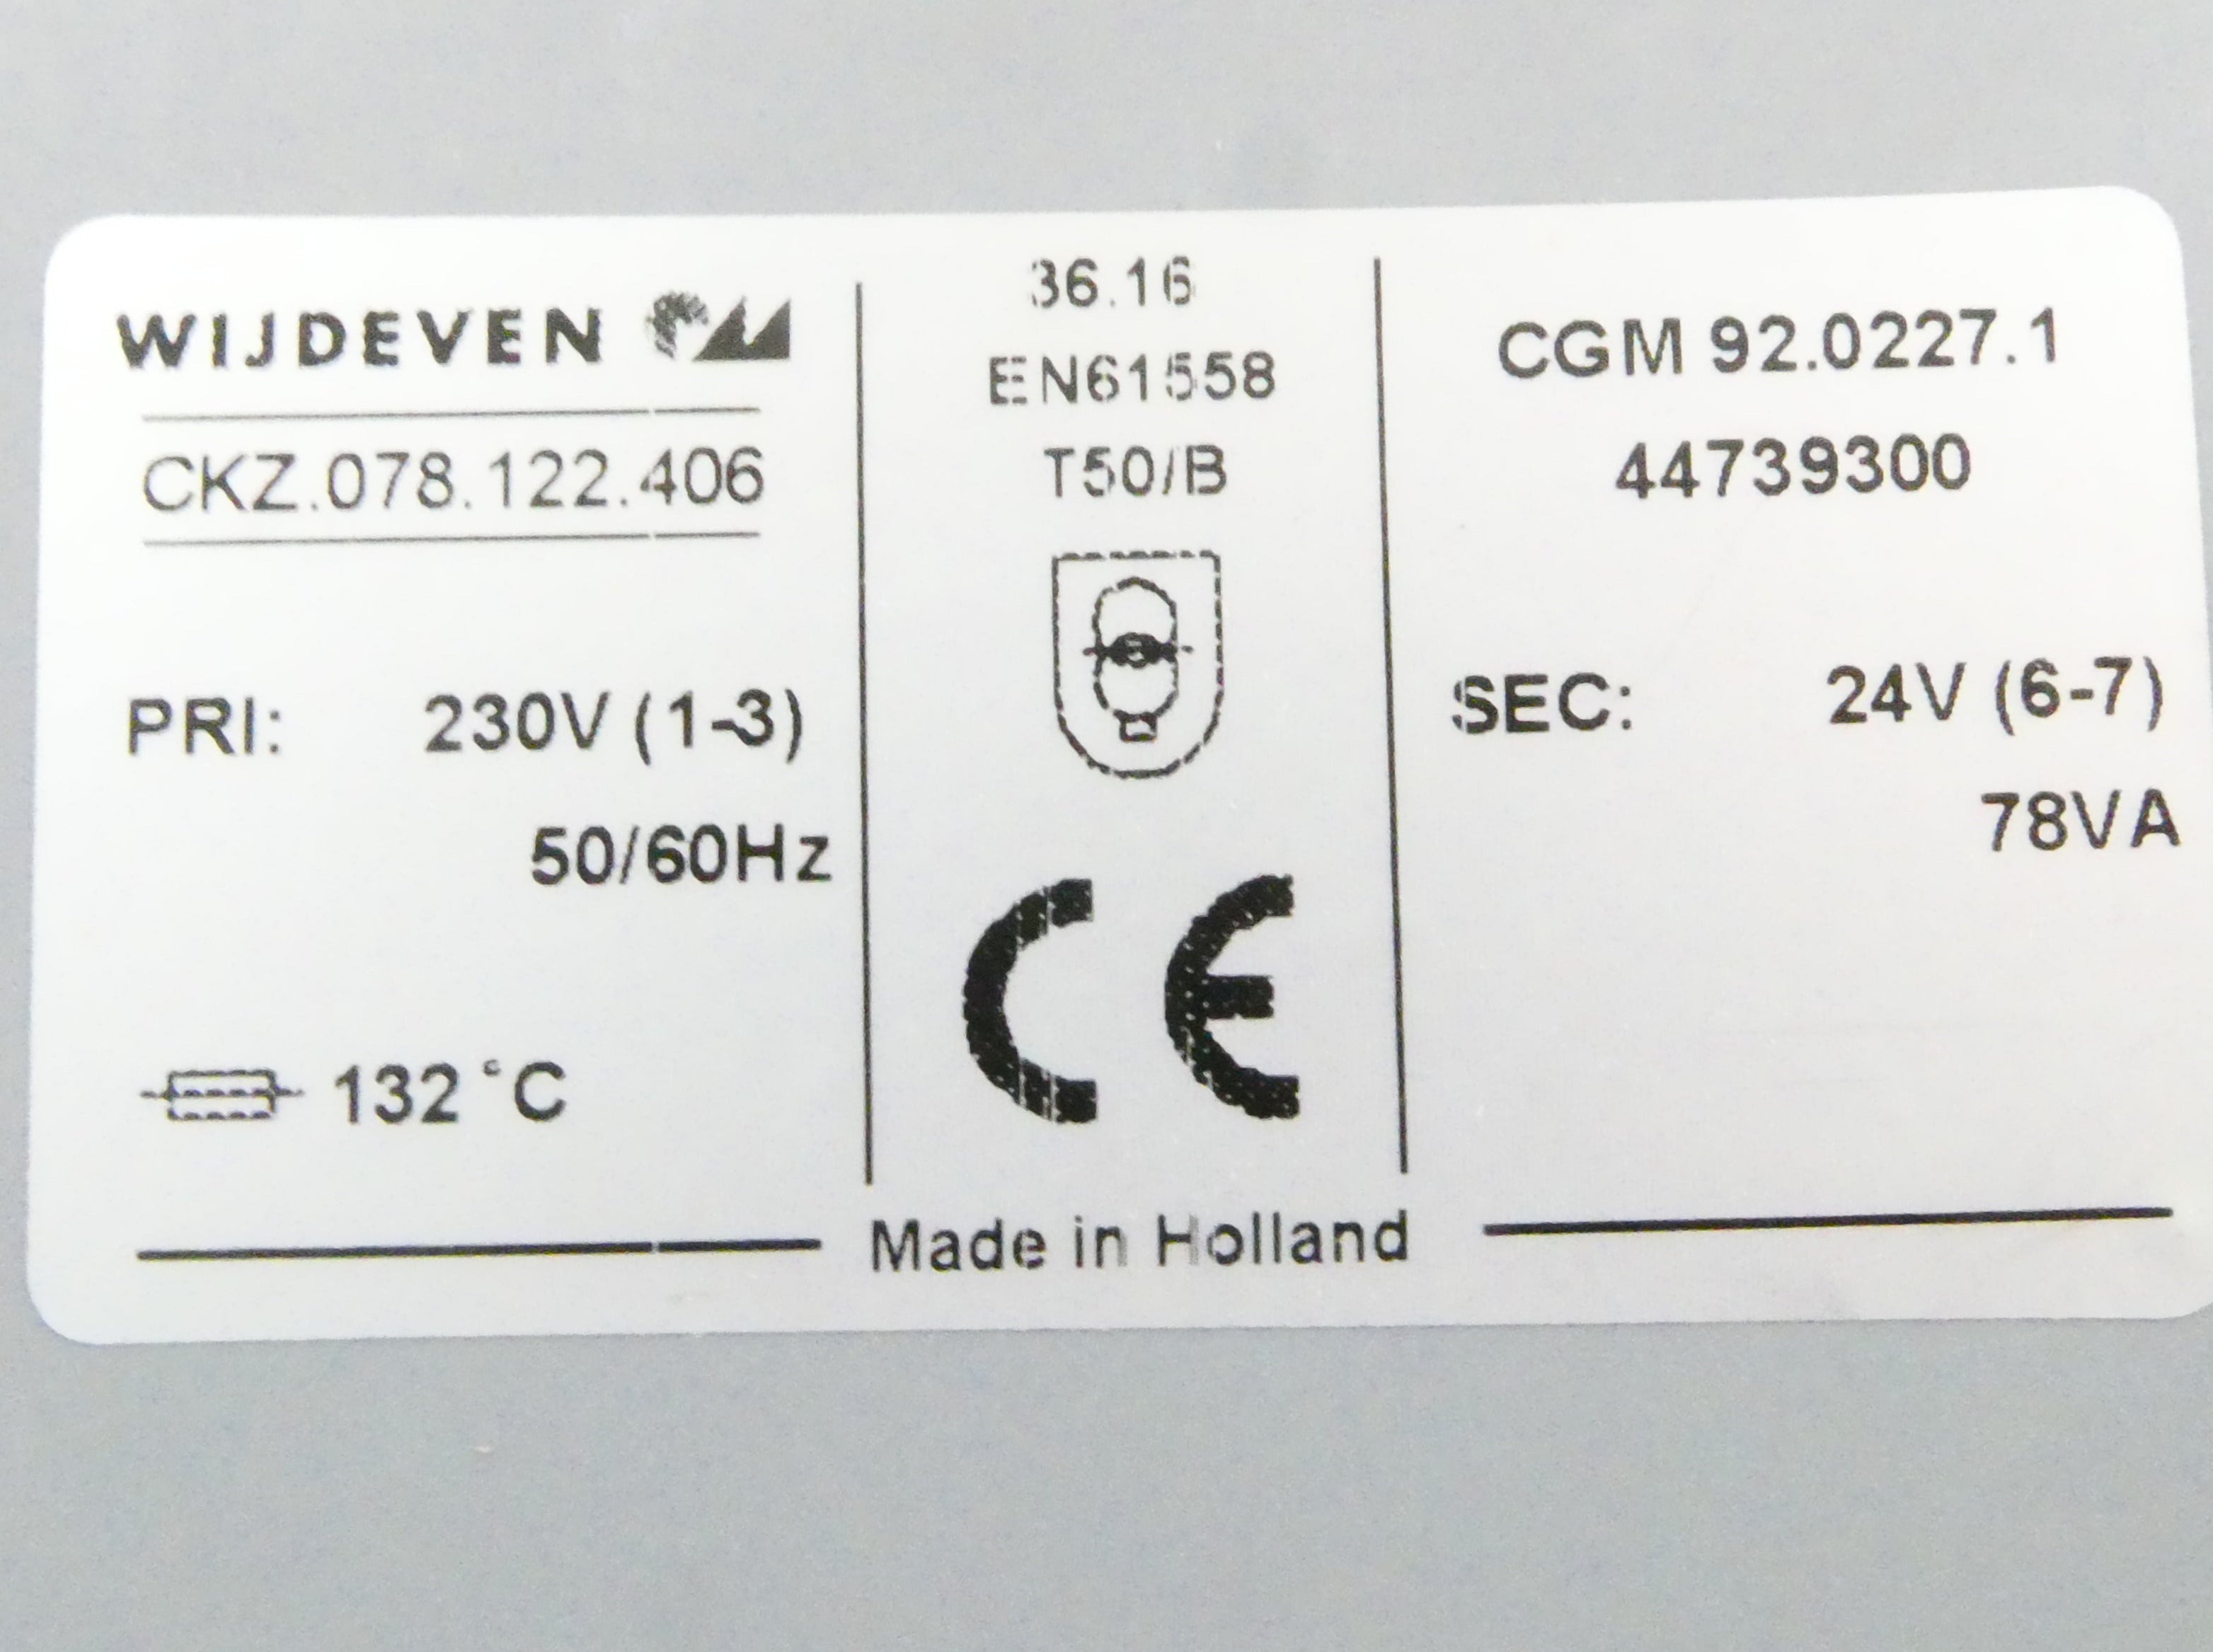 WIJDEVEN
CKZ.078.122.406
PRI: 230V (1-3)
50/60Hz
132 °C
36.16
EN61558
T50/B
CE
CGM 92.0227.1
44739300
SEC: 24V (6-7)
78VA
Made in Holland